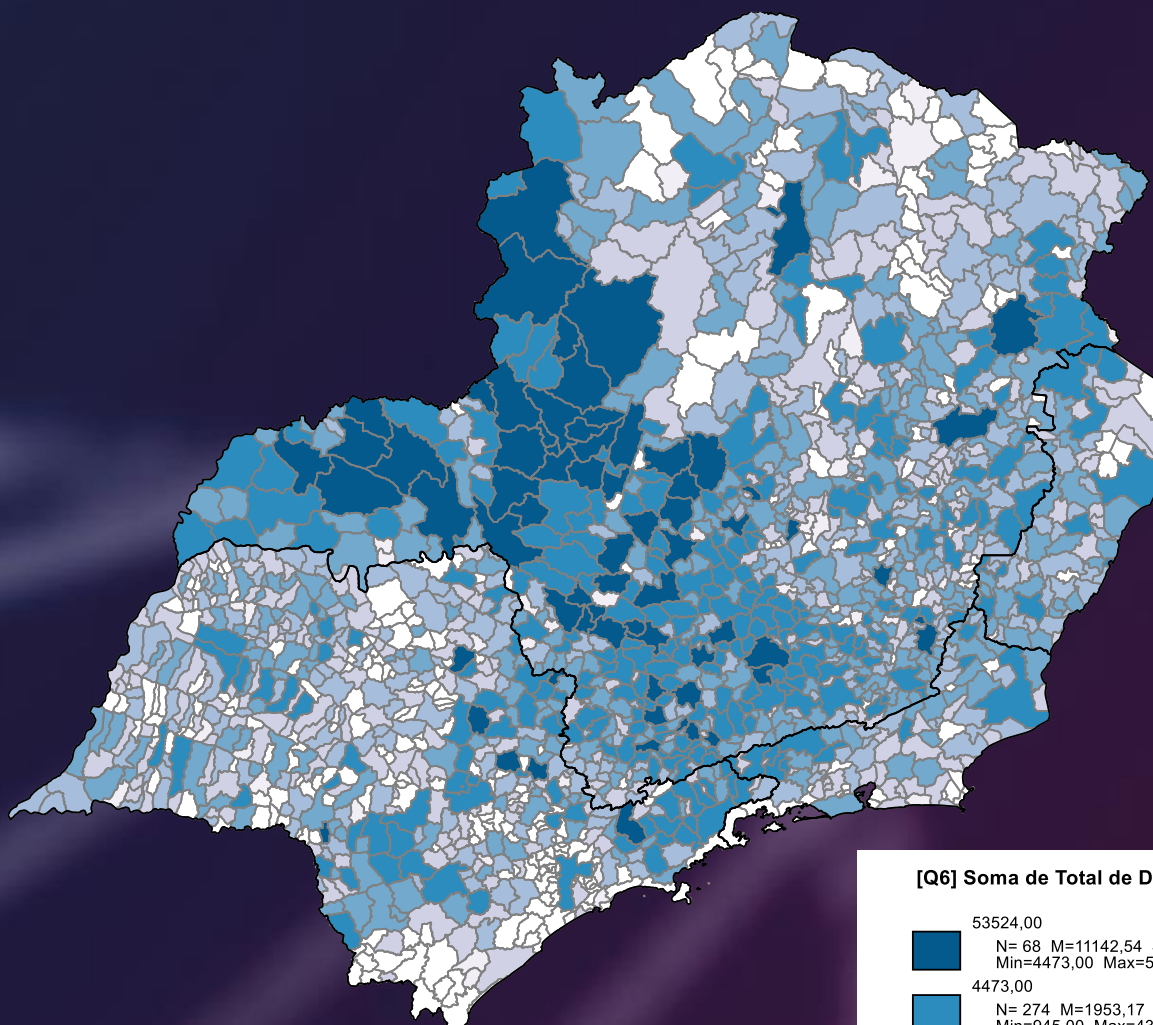 [Q6] Soma de Total de D
53524,00
N= 68 M=11142,54
Min=4473,00 Max=5
4473,00
N= 274 M=1953,17